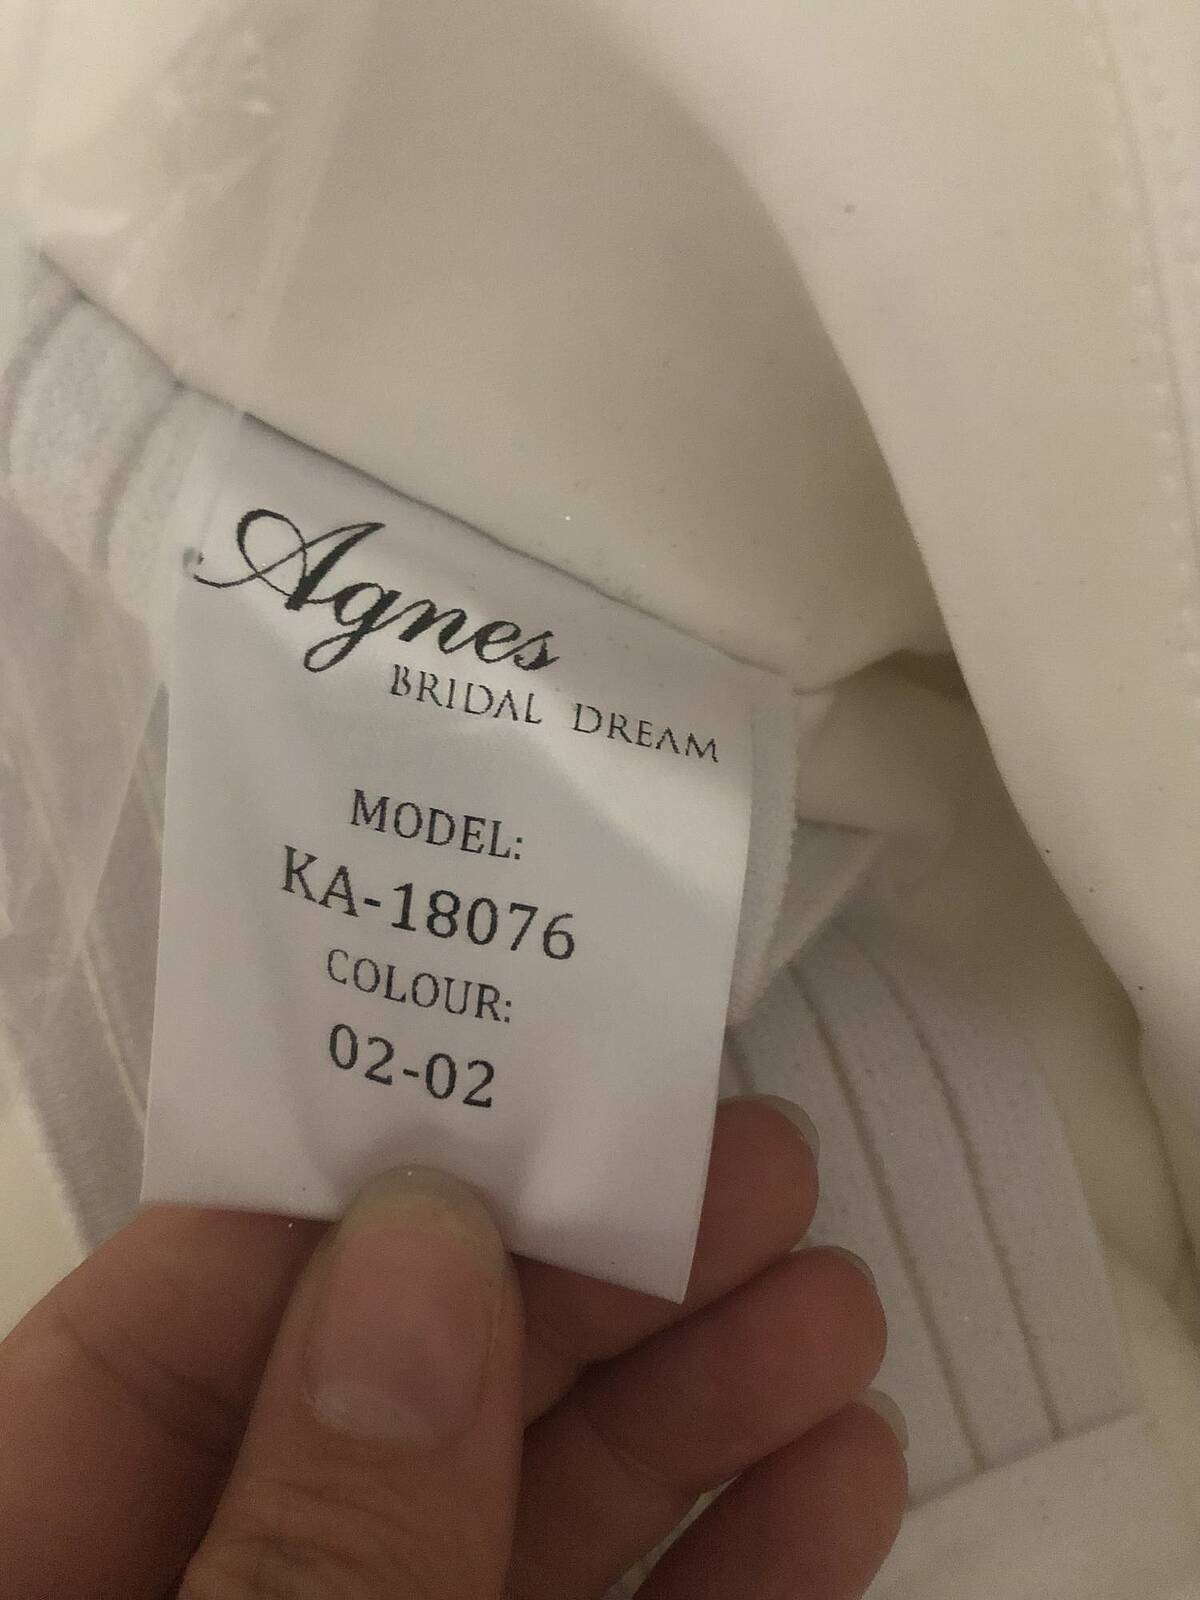 Agnes
BRIDAL DREAM
MODEL:
KA-18076
COLOUR:
02-02